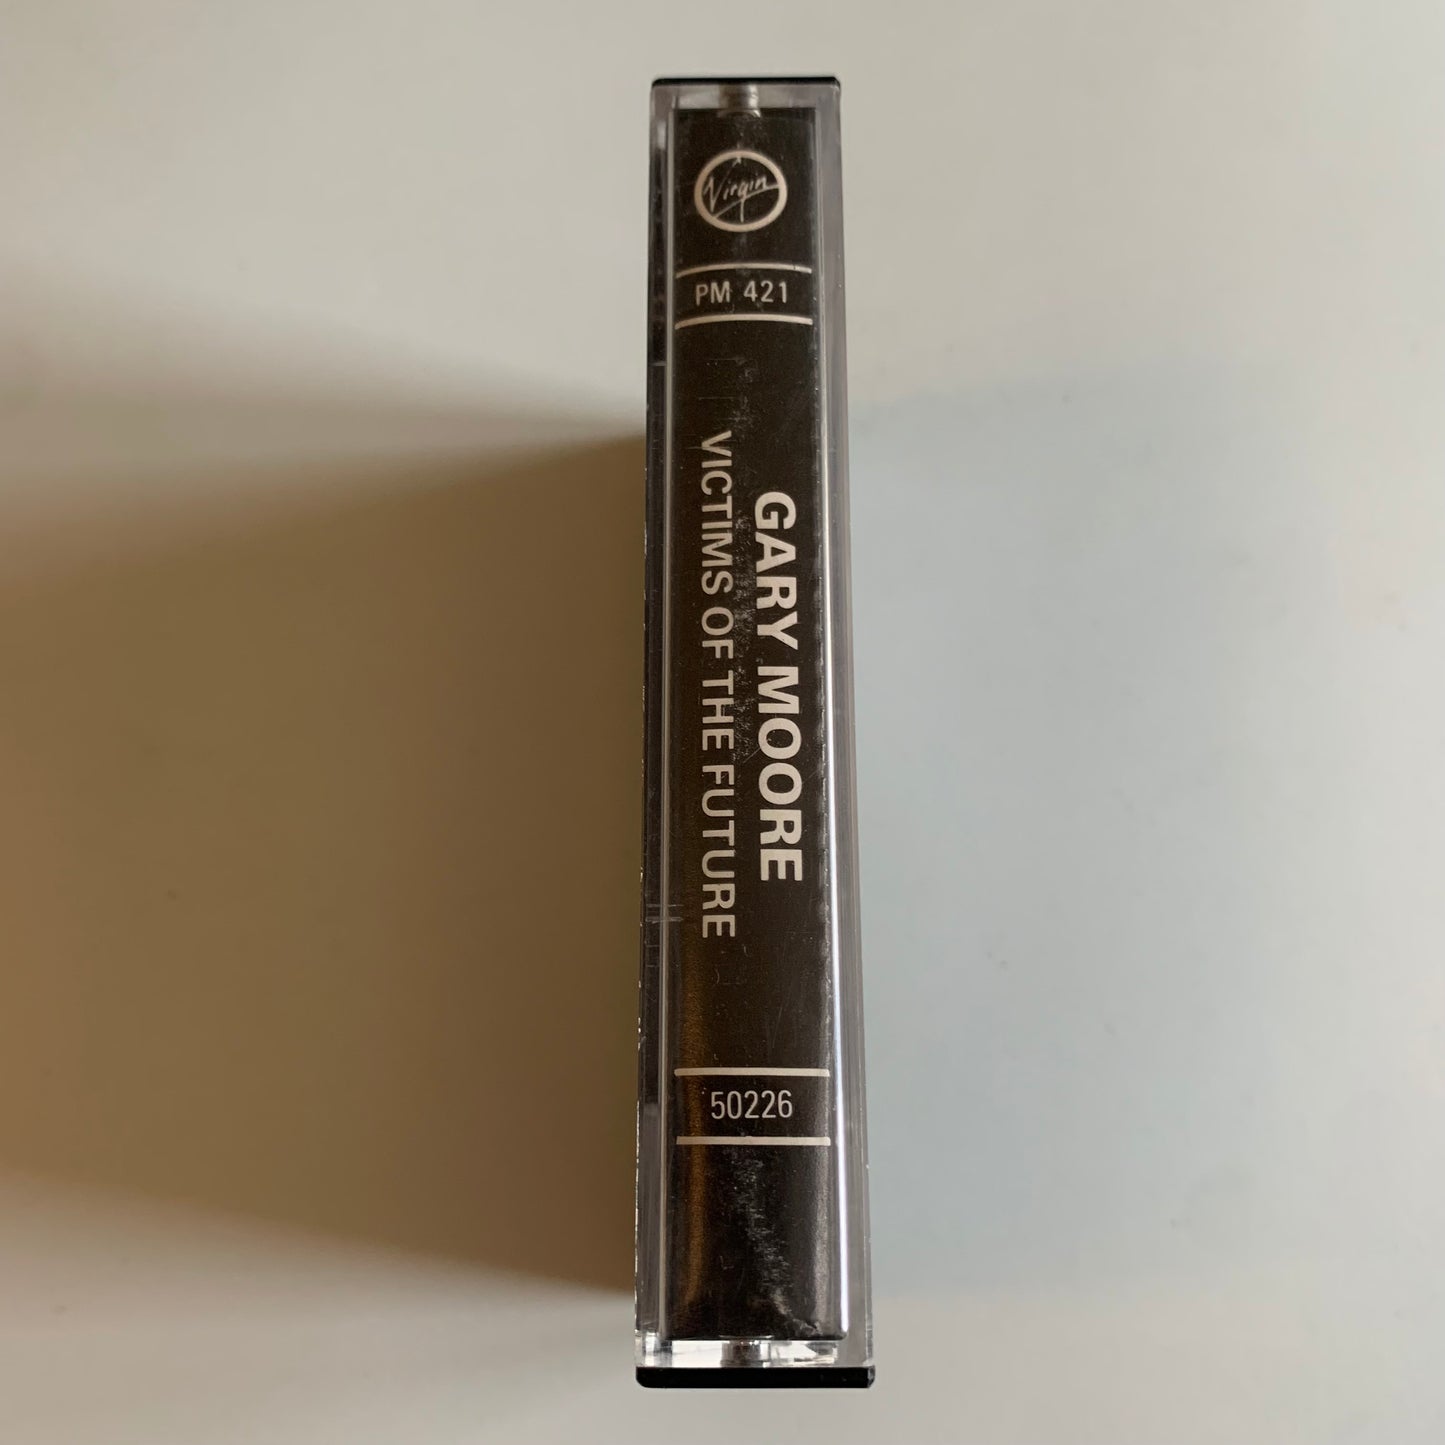 Virgin
PM 421
GARY MOORE
VICTIMS OF THE FUTURE
50226